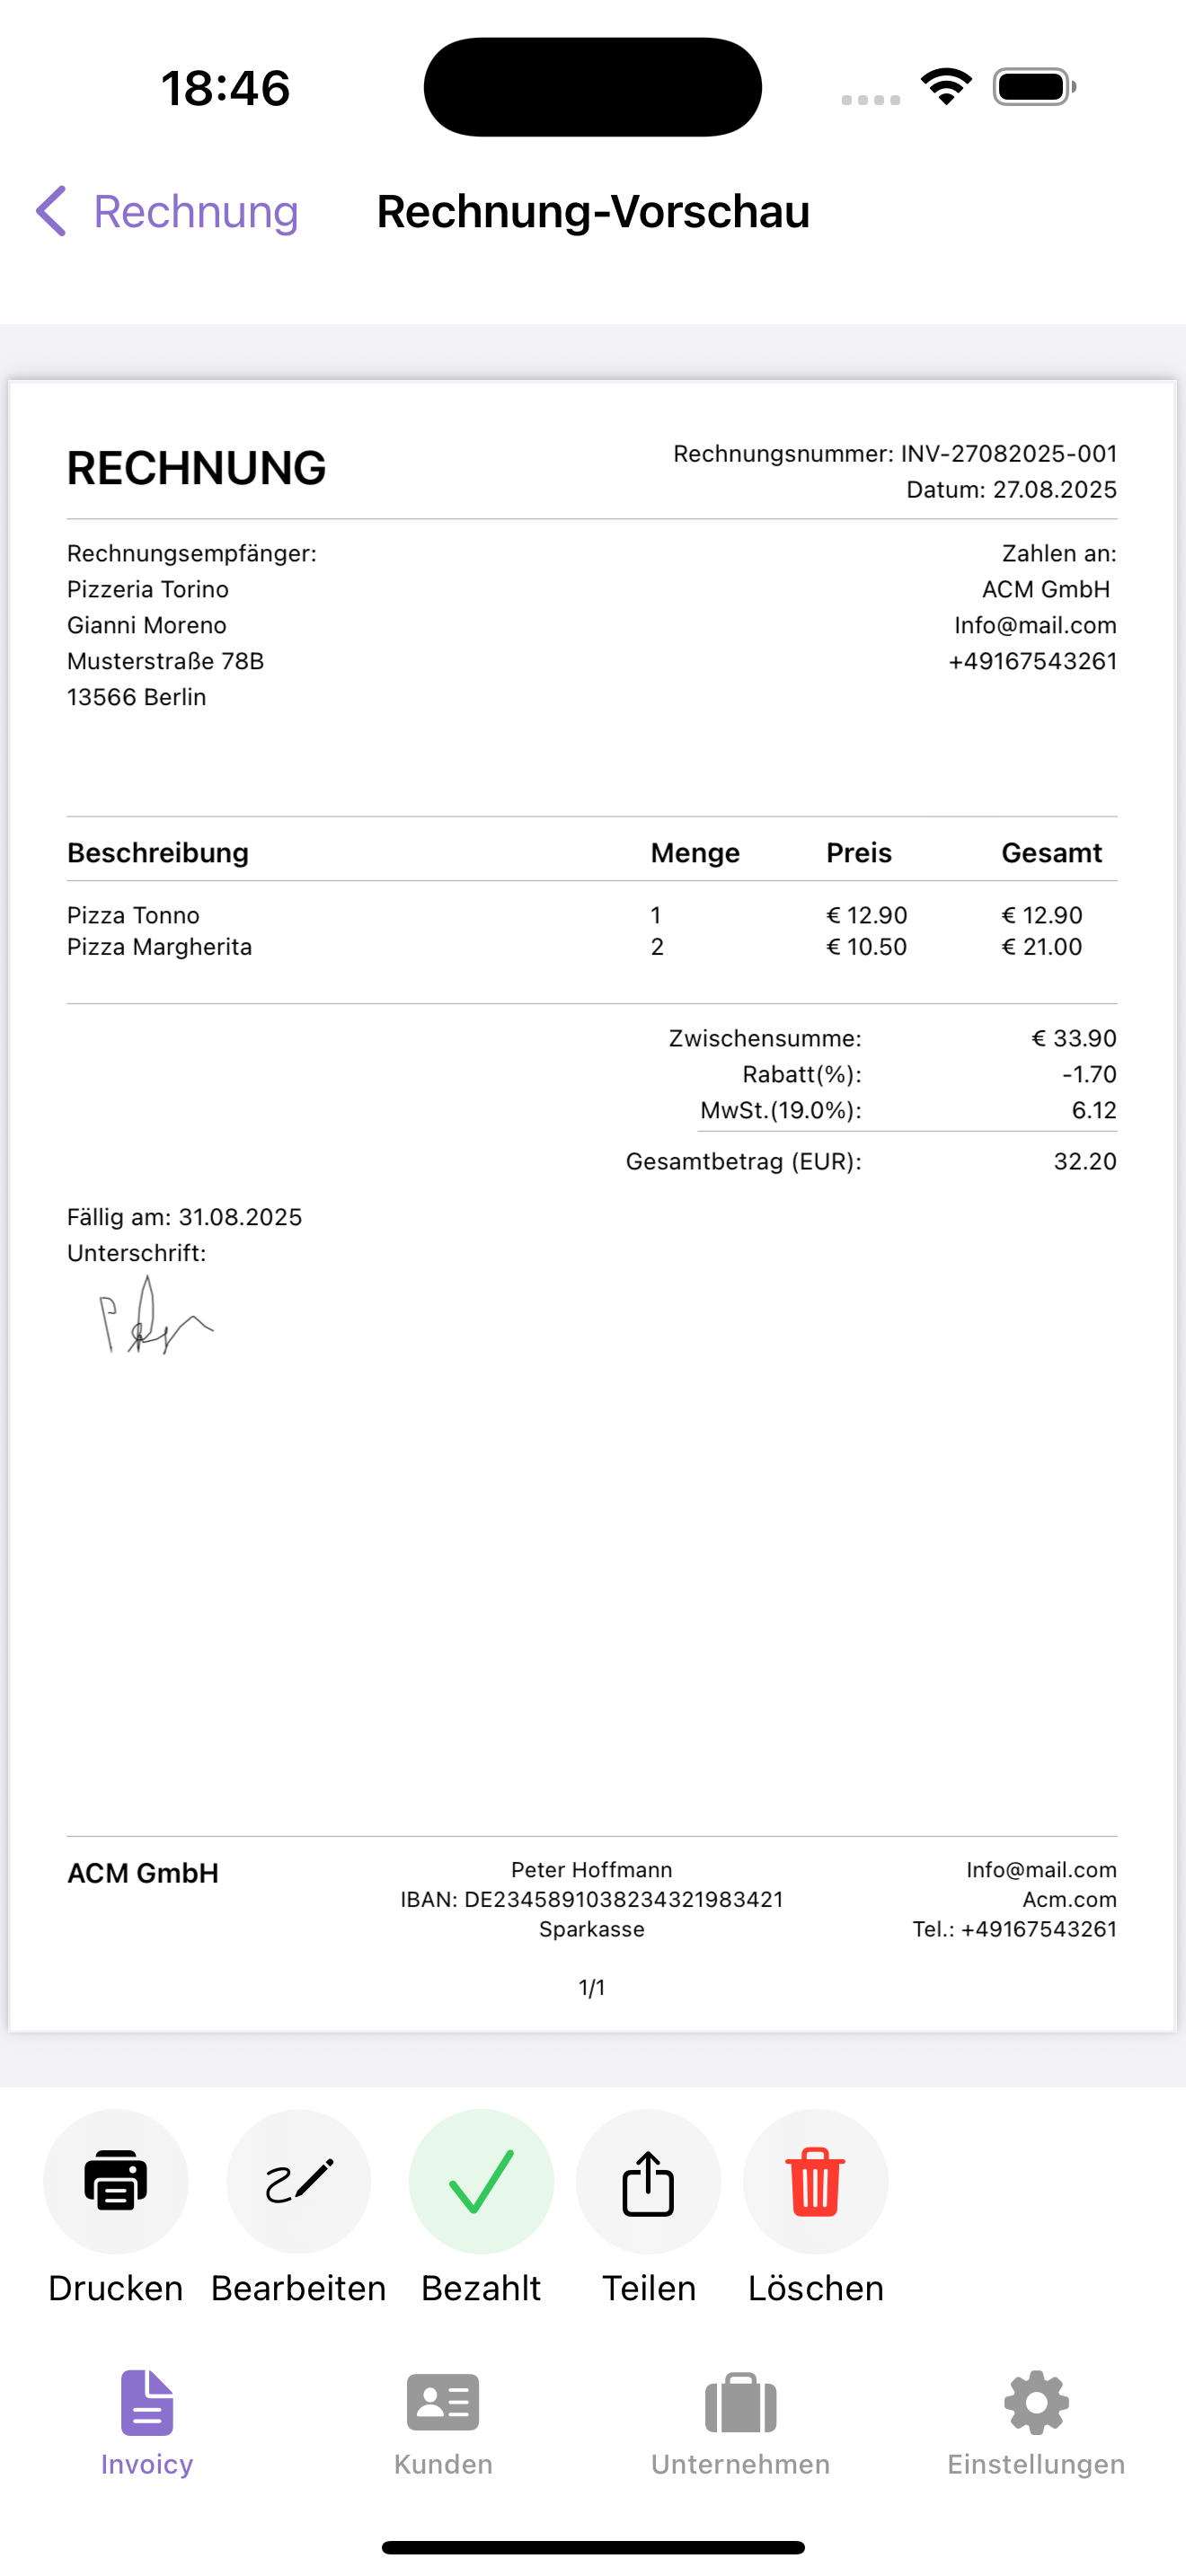 18:46
Rechnung
Rechnung-Vorschau
RECHNUNG
Rechnungsnummer: INV-27082025-001
Datum: 27.08.2025
Rechnungsempfänger:
Pizzeria Torino
Gianni Moreno
Musterstraße 78B
13566 Berlin
Zahlen an:
ACM GmbH
Info@mail.com
+49167543261
Beschreibung Menge Preis Gesamt
Pizza Tonno 1 € 12.90 € 12.90
Pizza Margherita 2 € 10.50 € 21.00
Zwischensumme: € 33.90
Rabatt(%): -1.70
MwSt.(19.0%): 6.12
Gesamtbetrag (EUR): 32.20
Fällig am: 31.08.2025
Unterschrift:
ACM GmbH
Peter Hoffmann
IBAN: DE2345891038234321983421
Sparkasse
Info@mail.com
Acm.com
Tel.: +49167543261
1/1
Drucken Bearbeiten Bezahlt Teilen Löschen
Invoicy Kunden Unternehmen Einstellungen